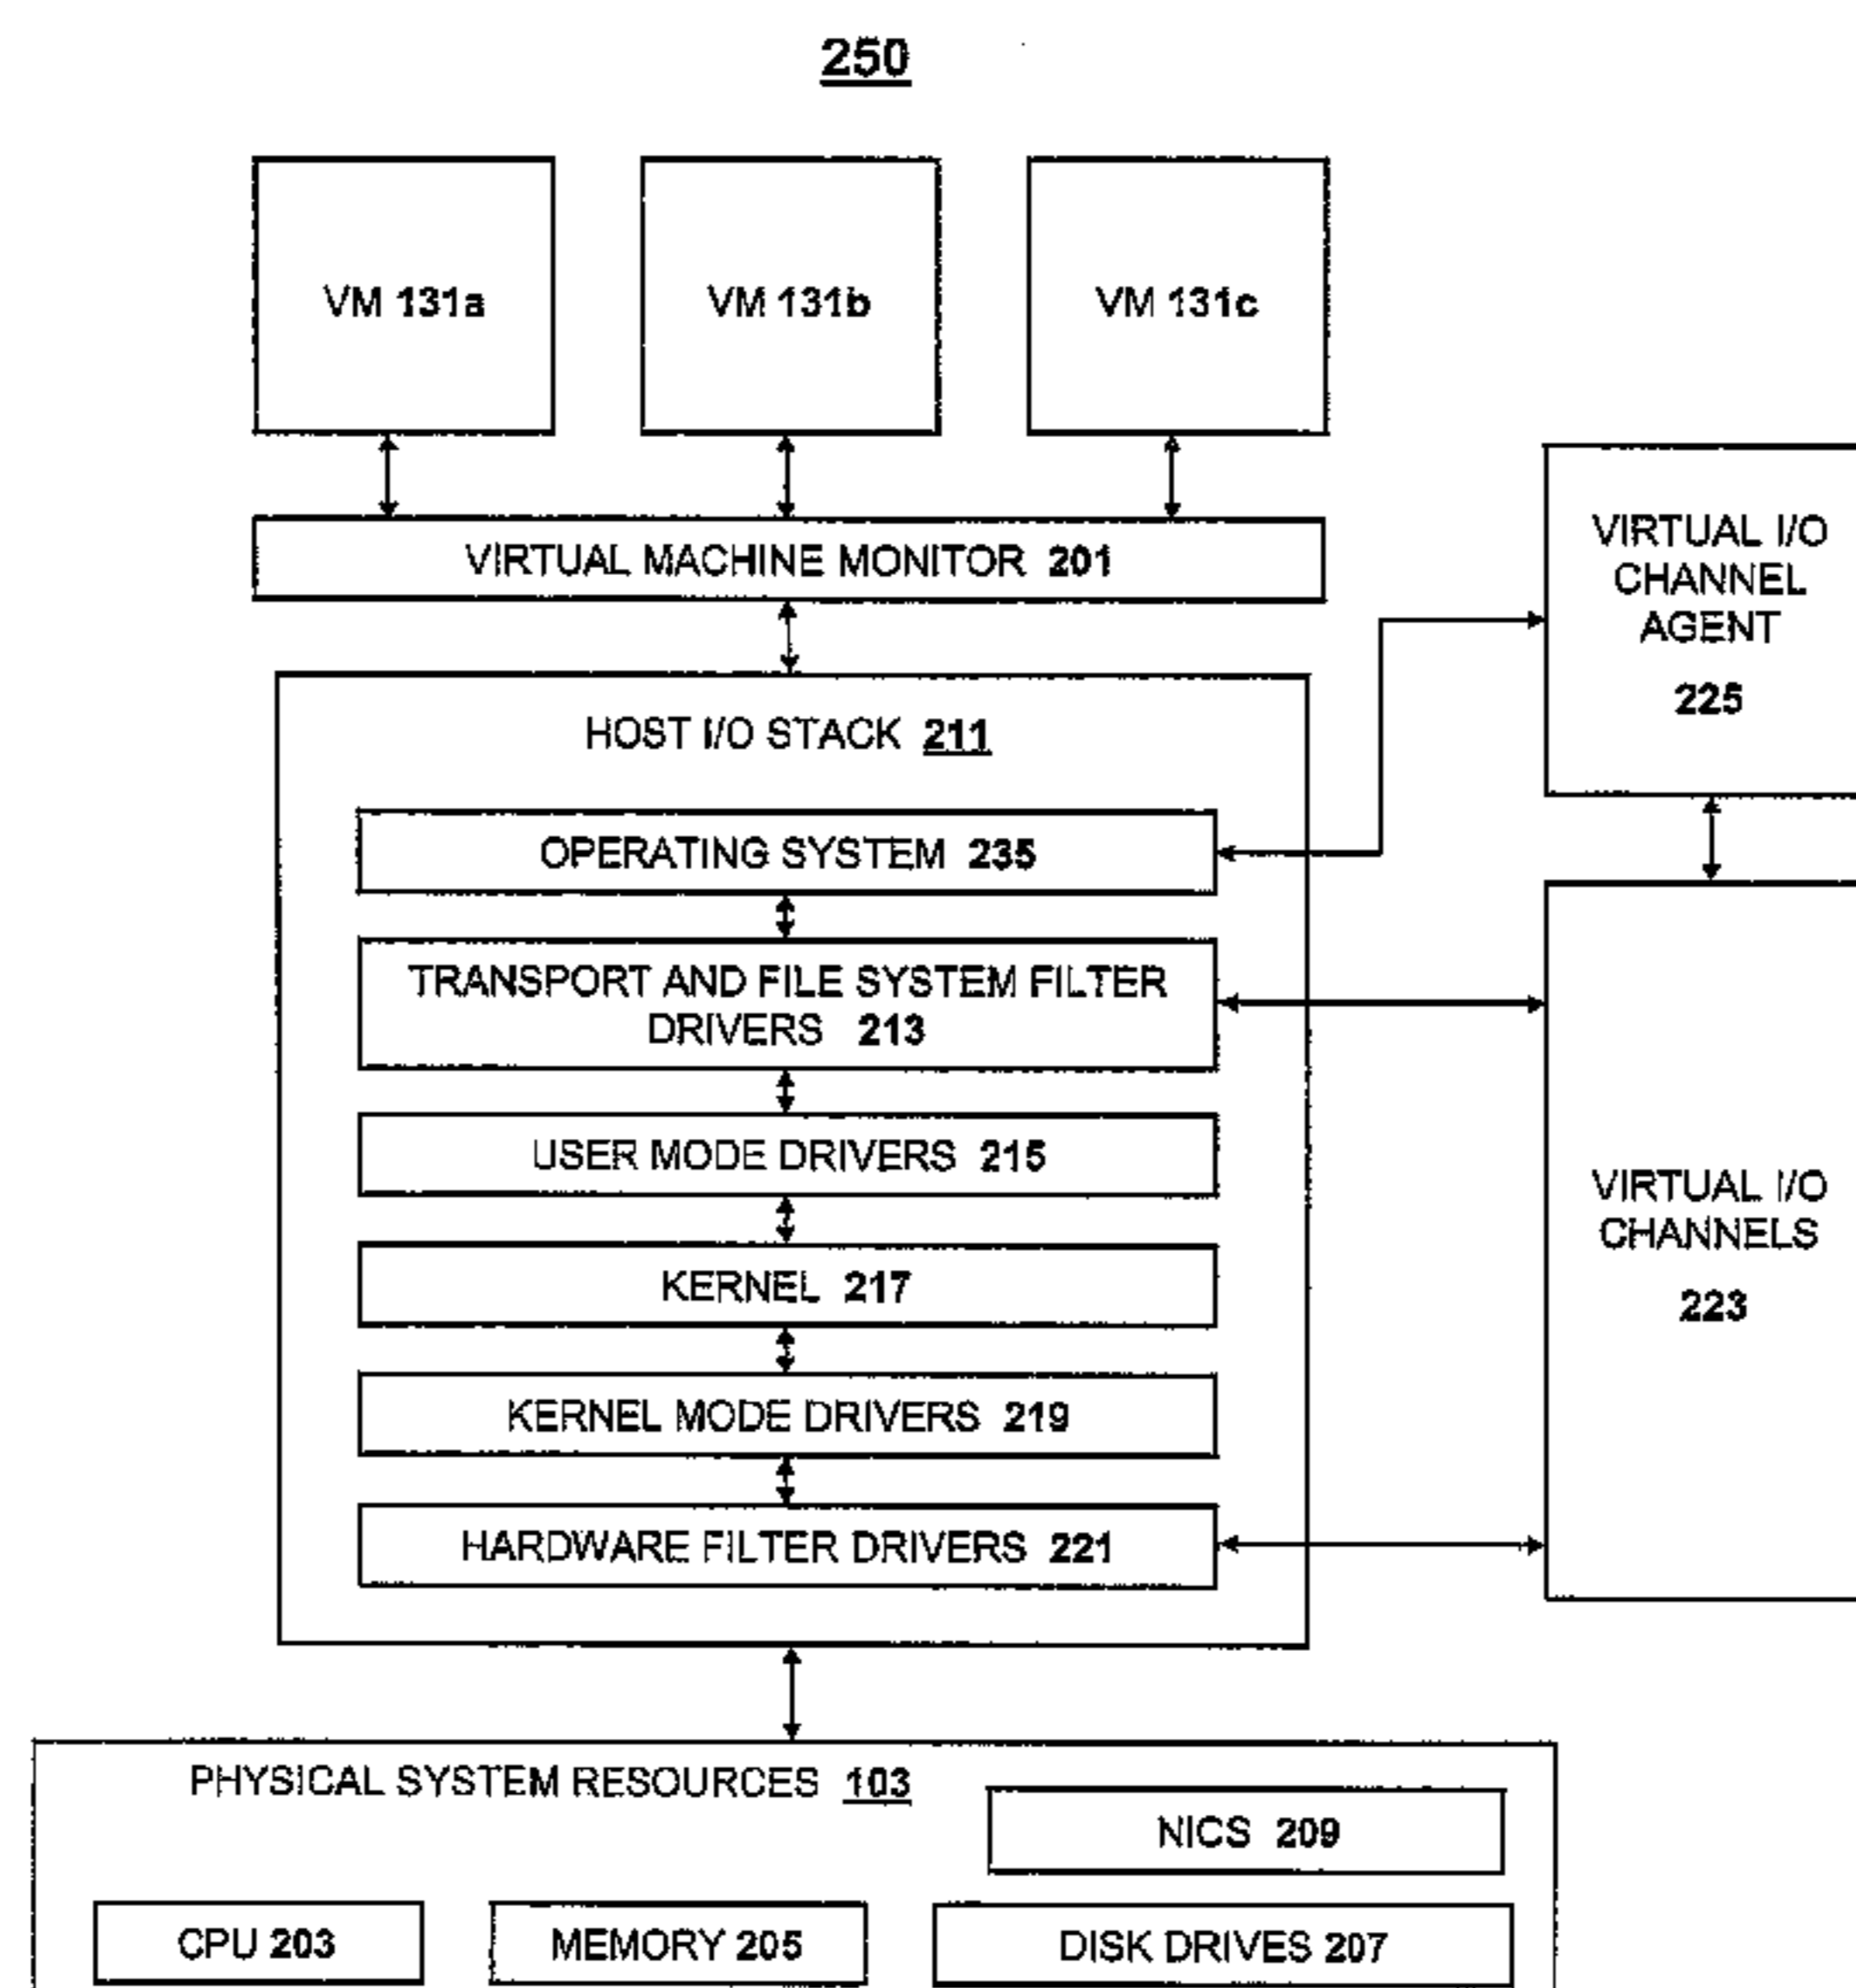 250
VM 131a
VM 131b
VM 131c
VIRTUAL MACHINE MONITOR 201
VIRTUAL I/O
CHANNEL
AGENT
225
HOST I/O STACK 211
OPERATING SYSTEM 235
TRANSPORT AND FILE SYSTEM FILTER
DRIVERS 213
USER MODE DRIVERS 215
KERNEL 217
KERNEL MODE DRIVERS 219
HARDWARE FILTER DRIVERS 221
VIRTUAL I/O
CHANNELS
223
PHYSICAL SYSTEM RESOURCES 103
NICS 209
CPU 203
MEMORY 205
DISK DRIVES 207